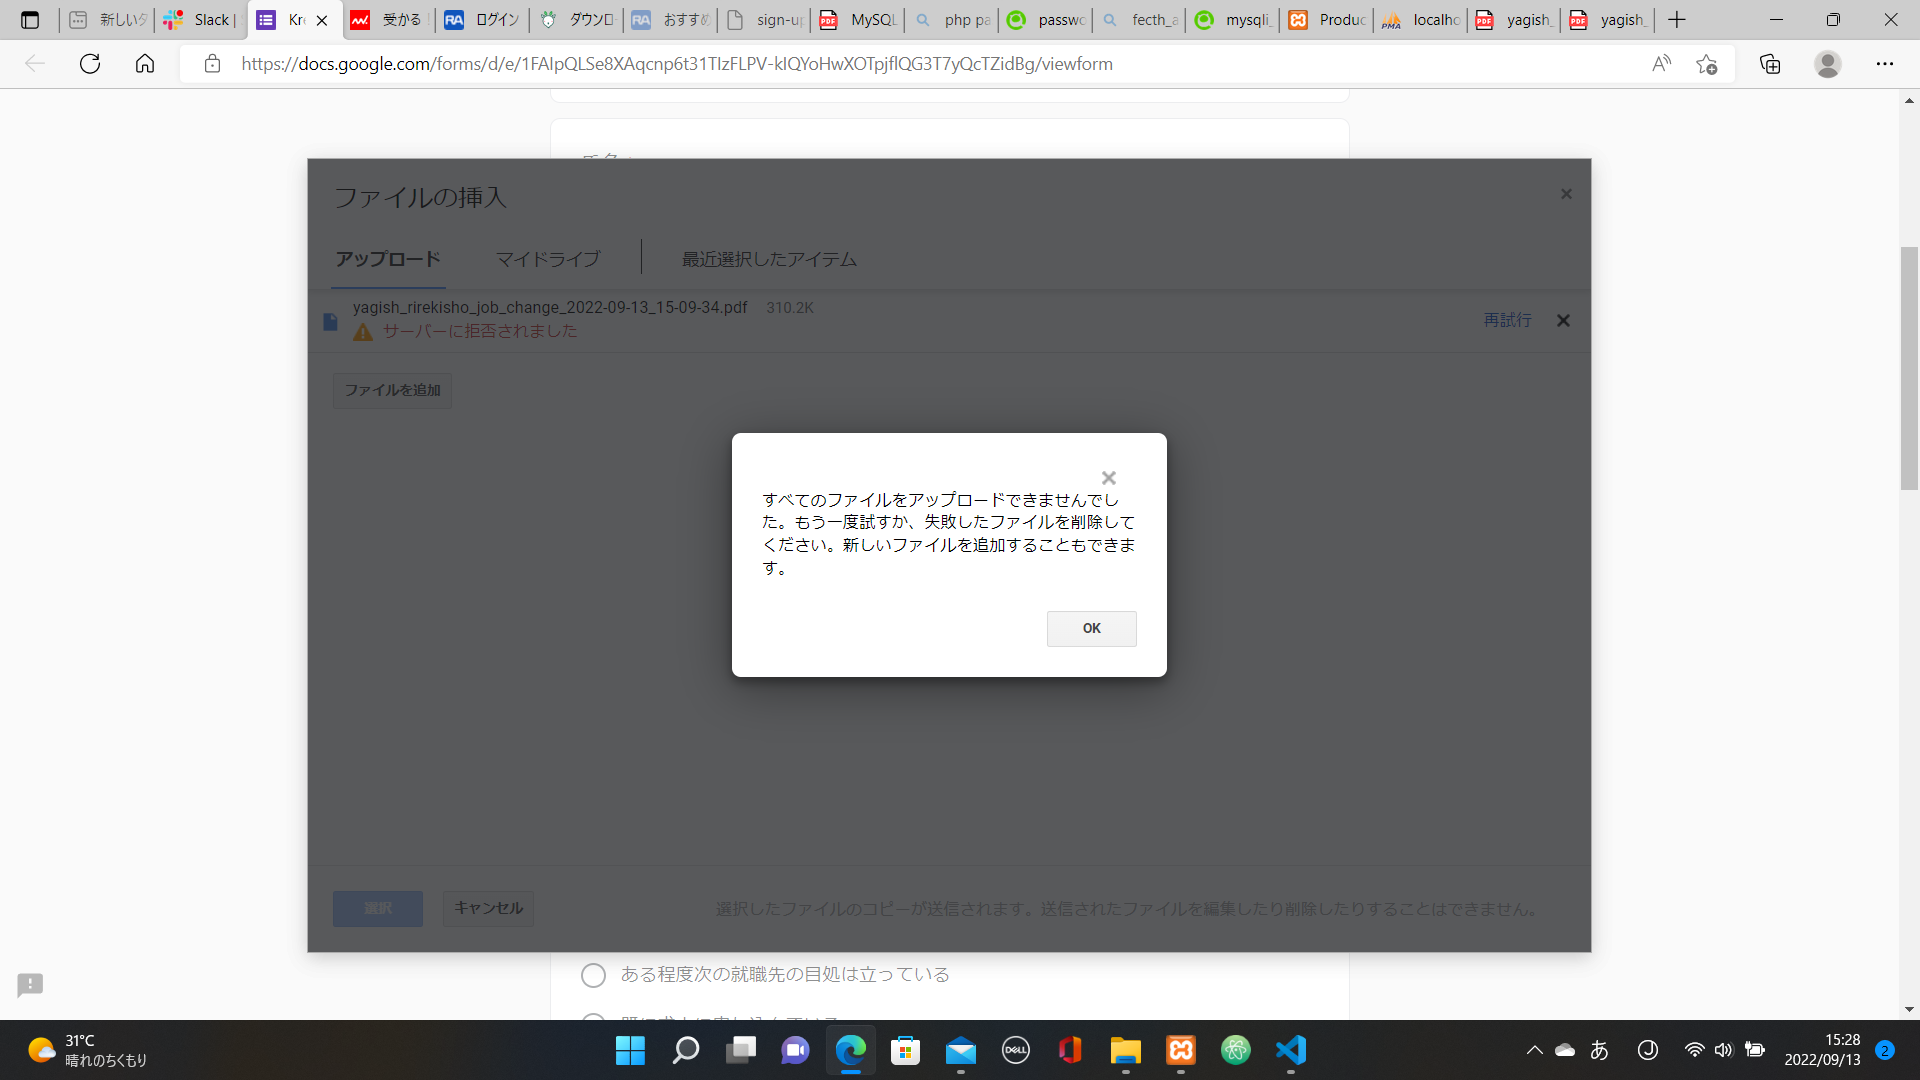 新しいタ
Slack |
Kr
受かる
ログイン
ダウンロ
おすすめ
sign-up
MySQL
php pa
passwo
fecth_a
mysqli_
Produc
localho
yagish_
yagish_
https://docs.google.com/forms/d/e/1FAIpQLSe8XAqcnp6t31TIzFLPV-kIQYoHwXOTpjflQG3T7yQcTZidBg/viewform
ファイルの挿入
アップロード
マイドライブ
最近選択したアイテム
yagish_rirekisho_job_change_2022-09-13_15-09-34.pdf 310.2K
サーバーに拒否されました
再試行
ファイルを追加
すべてのファイルをアップロードできませんでし
た。もう一度試すか、失敗したファイルを削除して
ください。新しいファイルを追加することもできま
す。
OK
選択
キャンセル
選択したファイルのコピーが送信されます。送信されたファイルを編集したり削除したりすることはできません。
ある程度次の就職先の目処は立っている
31°C
晴れのちくもり
DELL
あ
15:28
2022/09/13
2